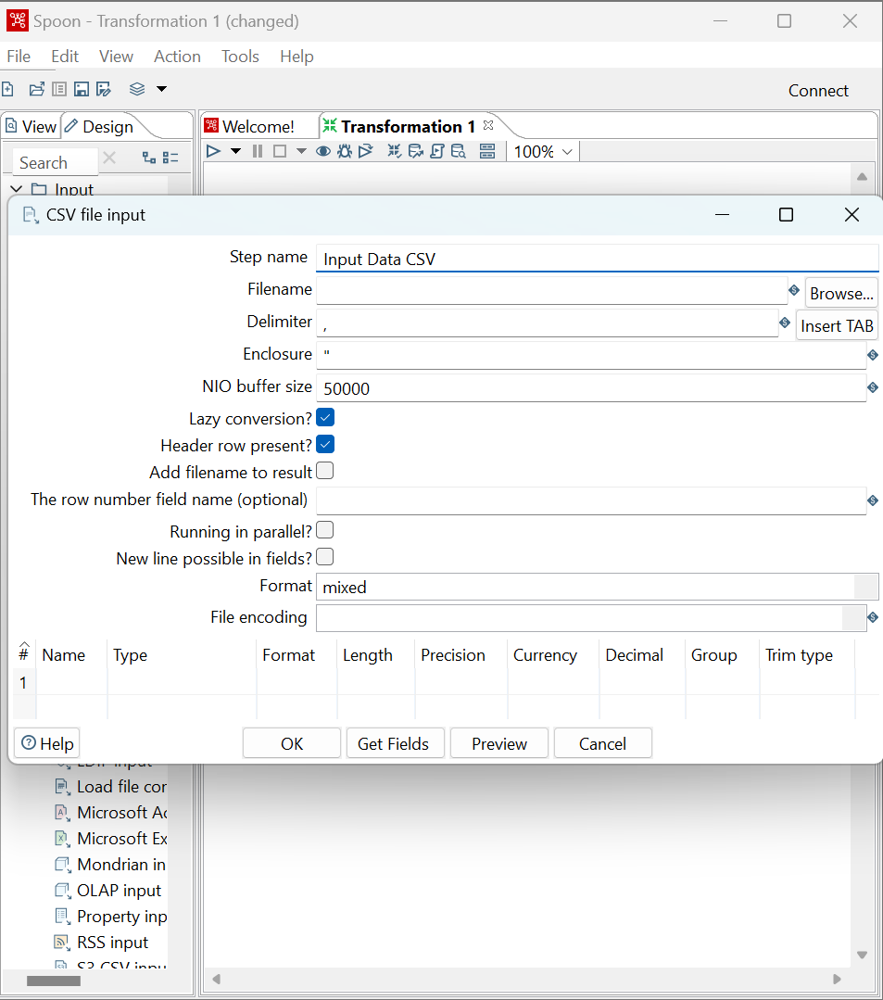 Spoon - Transformation 1 (changed)
File Edit View Action Tools Help
Connect
View Design
Welcome! Transformation 1
Search
100%
Input
CSV file input
Step name Input Data CSV
Filename Browse...
Delimiter , Insert TAB
Enclosure "
NIO buffer size 50000
Lazy conversion?
Header row present?
Add filename to result
The row number field name (optional)
Running in parallel?
New line possible in fields?
Format mixed
File encoding
# Name Type Format Length Precision Currency Decimal Group Trim type
1
Help OK Get Fields Preview Cancel
LDIF input
Load file cor
Microsoft Ac
Microsoft Ex
Mondrian in
OLAP input
Property inp
RSS input
S3 CSV inpu